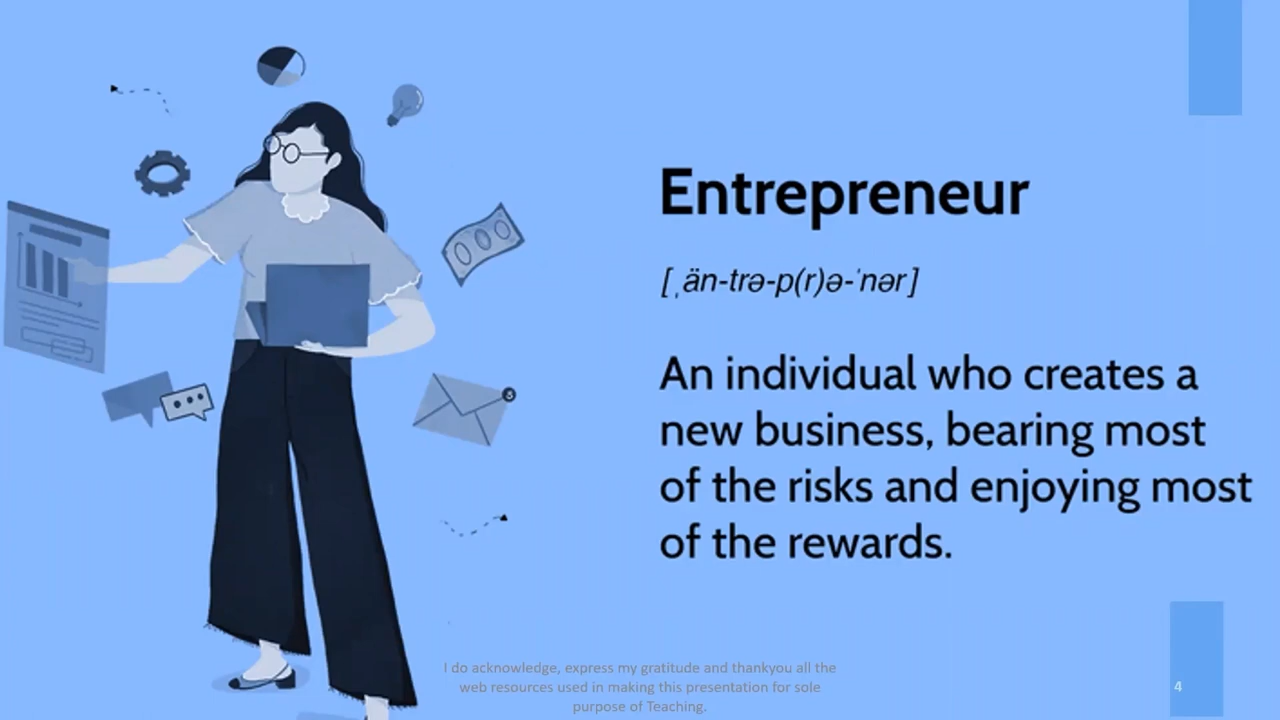 Entrepreneur
[ˌän-trə-p(r)ə-ˈnər]
An individual who creates a
new business, bearing most
of the risks and enjoying most
of the rewards.
I do acknowledge, express my gratitude and thankyou all the
web resources used in making this presentation for sole
purpose of Teaching.
4